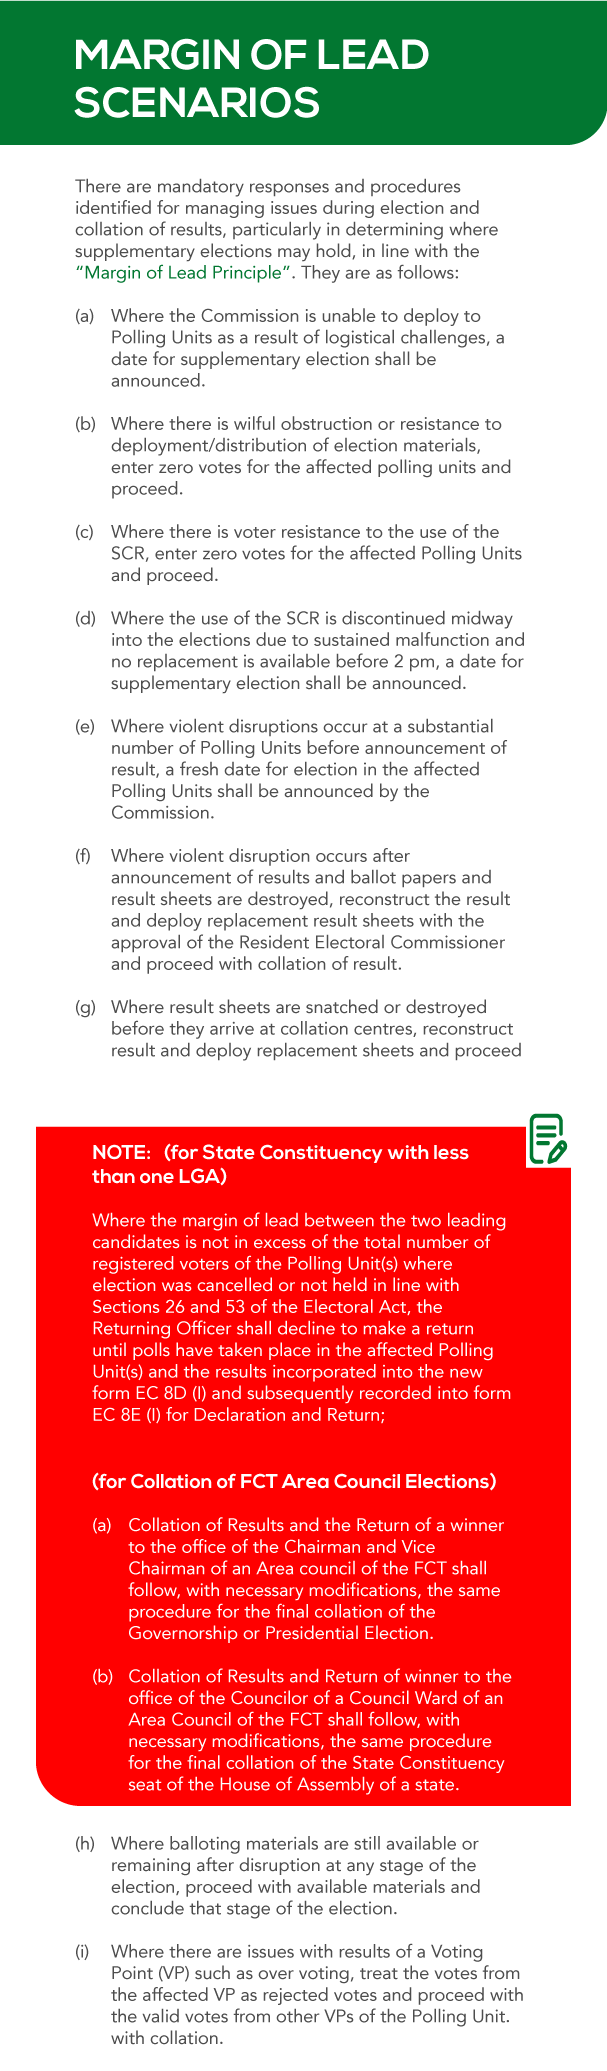 MARGIN OF LEAD
SCENARIOS
There are mandatory responses and procedures
identified for managing issues during election and
collation of results, particularly in determining where
supplementary elections may hold, in line with the
“Margin of Lead Principle”. They are as follows:
(a) Where the Commission is unable to deploy to
Polling Units as a result of logistical challenges, a
date for supplementary election shall be
announced.
(b) Where there is wilful obstruction or resistance to
deployment/distribution of election materials,
enter zero votes for the affected polling units and
proceed.
(c) Where there is voter resistance to the use of the
SCR, enter zero votes for the affected Polling Units
and proceed.
(d) Where the use of the SCR is discontinued midway
into the elections due to sustained malfunction and
no replacement is available before 2 pm, a date for
supplementary election shall be announced.
(e) Where violent disruptions occur at a substantial
number of Polling Units before announcement of
result, a fresh date for election in the affected
Polling Units shall be announced by the
Commission.
(f) Where violent disruption occurs after
announcement of results and ballot papers and
result sheets are destroyed, reconstruct the result
and deploy replacement result sheets with the
approval of the Resident Electoral Commissioner
and proceed with collation of result.
(g) Where result sheets are snatched or destroyed
before they arrive at collation centres, reconstruct
result and deploy replacement sheets and proceed
NOTE: (for State Constituency with less
than one LGA)
Where the margin of lead between the two leading
candidates is not in excess of the total number of
registered voters of the Polling Unit(s) where
election was cancelled or not held in line with
Sections 26 and 53 of the Electoral Act, the
Returning Officer shall decline to make a return
until polls have taken place in the affected Polling
Unit(s) and the results incorporated into the new
form EC 8D (I) and subsequently recorded into form
EC 8E (I) for Declaration and Return;
(for Collation of FCT Area Council Elections)
(a) Collation of Results and the Return of a winner
to the office of the Chairman and Vice
Chairman of an Area council of the FCT shall
follow, with necessary modifications, the same
procedure for the final collation of the
Governorship or Presidential Election.
(b) Collation of Results and Return of winner to the
office of the Councilor of a Council Ward of an
Area Council of the FCT shall follow, with
necessary modifications, the same procedure
for the final collation of the State Constituency
seat of the House of Assembly of a state.
(h) Where balloting materials are still available or
remaining after disruption at any stage of the
election, proceed with available materials and
conclude that stage of the election.
(i) Where there are issues with results of a Voting
Point (VP) such as over voting, treat the votes from
the affected VP as rejected votes and proceed with
the valid votes from other VPs of the Polling Unit.
with collation.